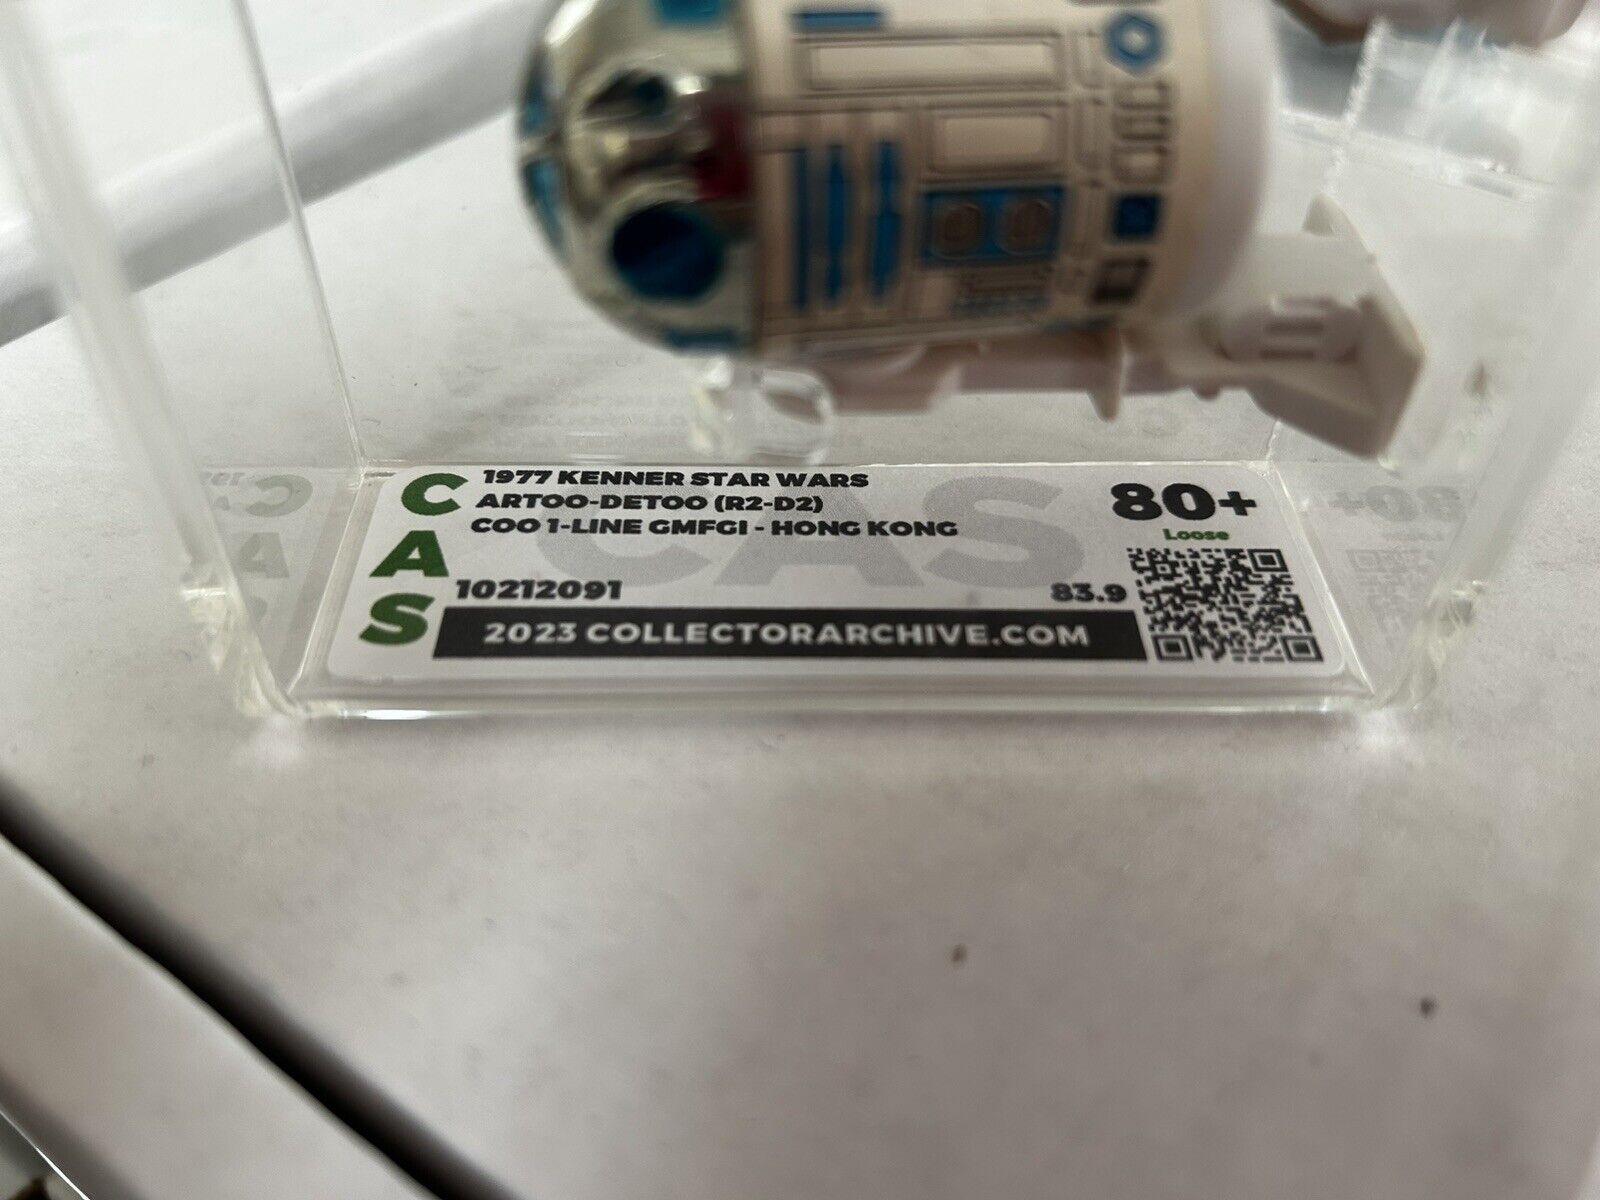 CAS
1977 KENNER STAR WARS
ARTOO-DETOO (R2-D2)
COO 1-LINE GMFGI - HONG KONG
80+
Loose
CAS
10212091
83.9
2023 COLLECTORARCHIVE.COM